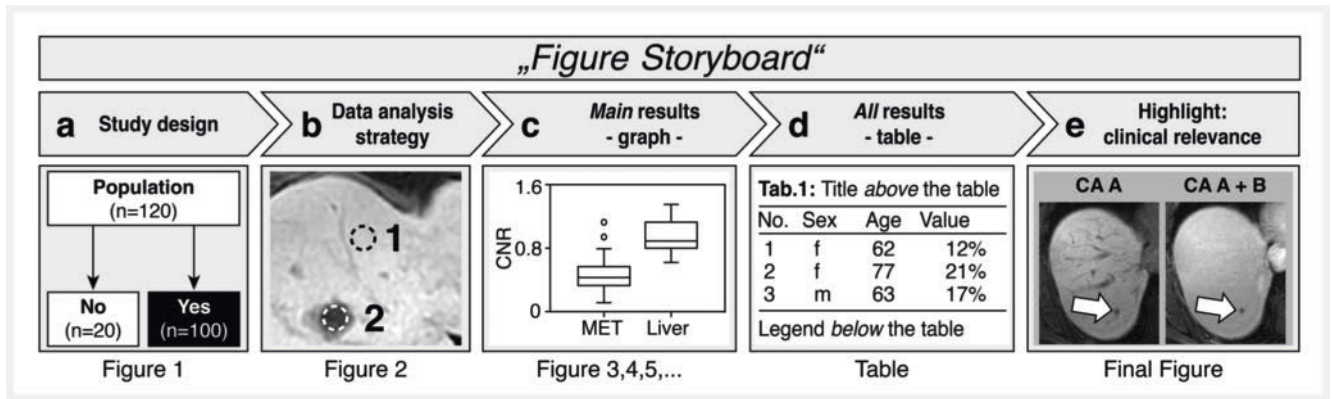 „Figure Storyboard“
a Study design
b Data analysis
strategy
c Main results
- graph -
d All results
- table -
e Highlight:
clinical relevance
Population
(n=120)
No
(n=20)
Yes
(n=100)
Figure 1
1
2
Figure 2
CNR
1.6
0.8
0
MET Liver
Figure 3,4,5,...
Tab.1: Title above the table
No. Sex Age Value
1 f 62 12%
2 f 77 21%
3 m 63 17%
Legend below the table
Table
CA A CA A + B
Final Figure